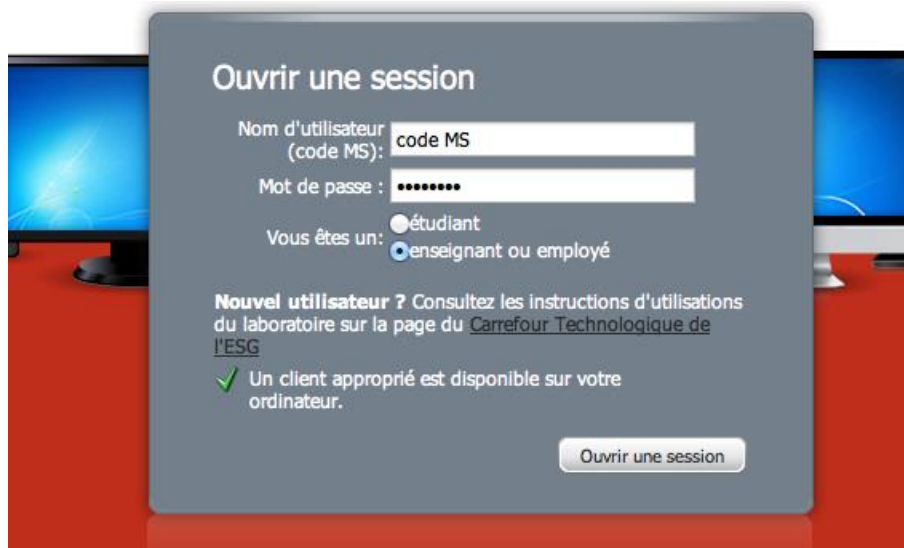 Ouvrir une session
Nom d'utilisateur
(code MS):
code MS
Mot de passe :
••••••••
Vous êtes un:
étudiant
enseignant ou employé
Nouvel utilisateur ? Consultez les instructions d'utilisations
du laboratoire sur la page du Carrefour Technologique de
l'ESG
Un client approprié est disponible sur votre
ordinateur.
Ouvrir une session